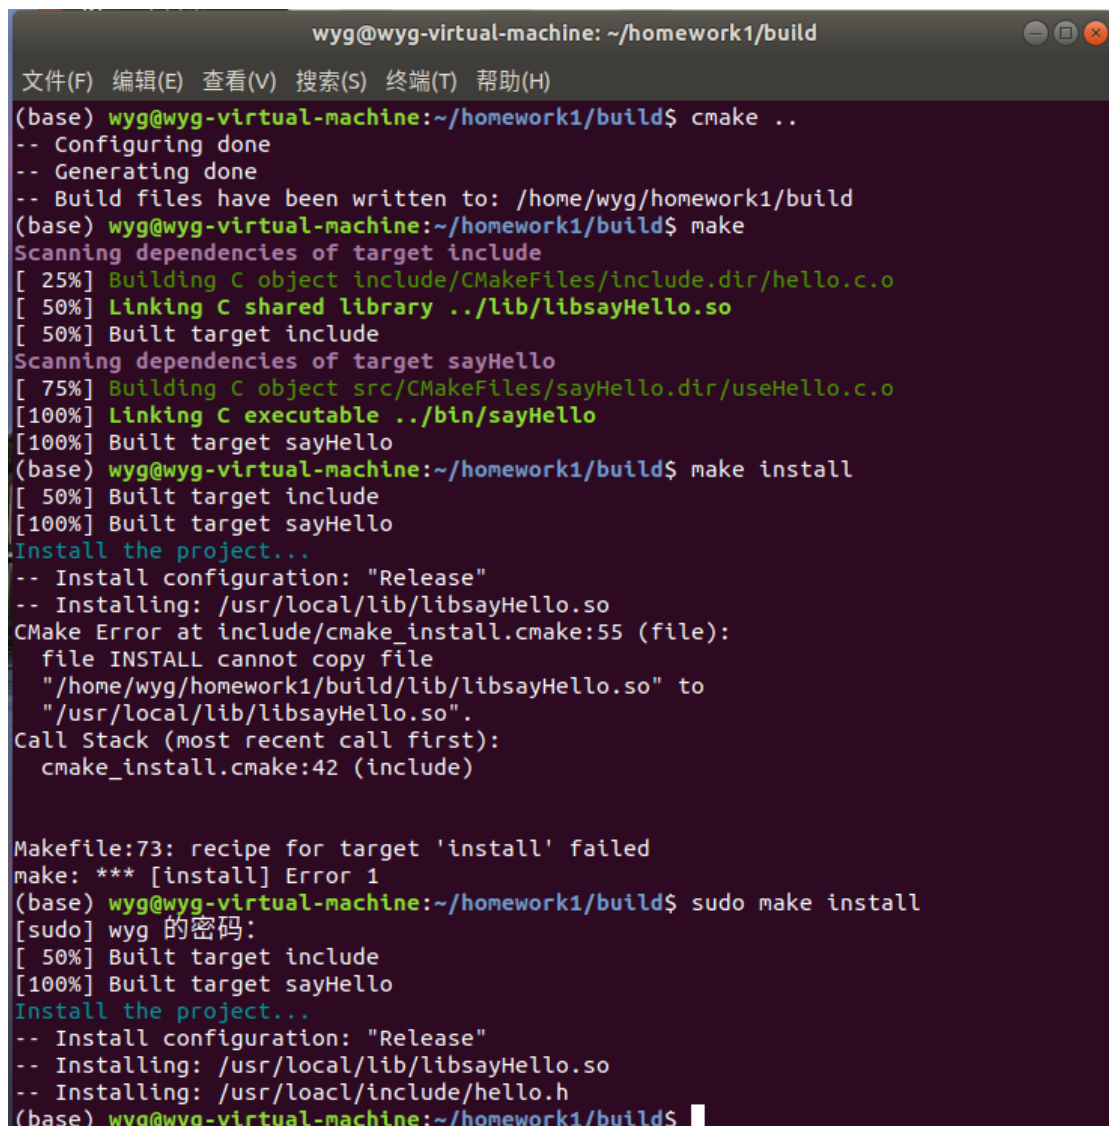 wyg@wyg-virtual-machine: ~/homework1/build
文件(F) 编辑(E) 查看(V) 搜索(S) 终端(T) 帮助(H)
(base) wyg@wyg-virtual-machine:~/homework1/build$ cmake ..
-- Configuring done
-- Generating done
-- Build files have been written to: /home/wyg/homework1/build
(base) wyg@wyg-virtual-machine:~/homework1/build$ make
Scanning dependencies of target include
[ 25%] Building C object include/CMakeFiles/include.dir/hello.c.o
[ 50%] Linking C shared library ../lib/libsayHello.so
[ 50%] Built target include
Scanning dependencies of target sayHello
[ 75%] Building C object src/CMakeFiles/sayHello.dir/useHello.c.o
[100%] Linking C executable ../bin/sayHello
[100%] Built target sayHello
(base) wyg@wyg-virtual-machine:~/homework1/build$ make install
[ 50%] Built target include
[100%] Built target sayHello
Install the project...
-- Install configuration: "Release"
-- Installing: /usr/local/lib/libsayHello.so
CMake Error at include/cmake_install.cmake:55 (file):
  file INSTALL cannot copy file
  "/home/wyg/homework1/build/lib/libsayHello.so" to
  "/usr/local/lib/libsayHello.so".
Call Stack (most recent call first):
  cmake_install.cmake:42 (include)
Makefile:73: recipe for target 'install' failed
make: *** [install] Error 1
(base) wyg@wyg-virtual-machine:~/homework1/build$ sudo make install
[sudo] wyg 的密码：
[ 50%] Built target include
[100%] Built target sayHello
Install the project...
-- Install configuration: "Release"
-- Installing: /usr/local/lib/libsayHello.so
-- Installing: /usr/loacl/include/hello.h
(base) wyg@wyg-virtual-machine:~/homework1/build$